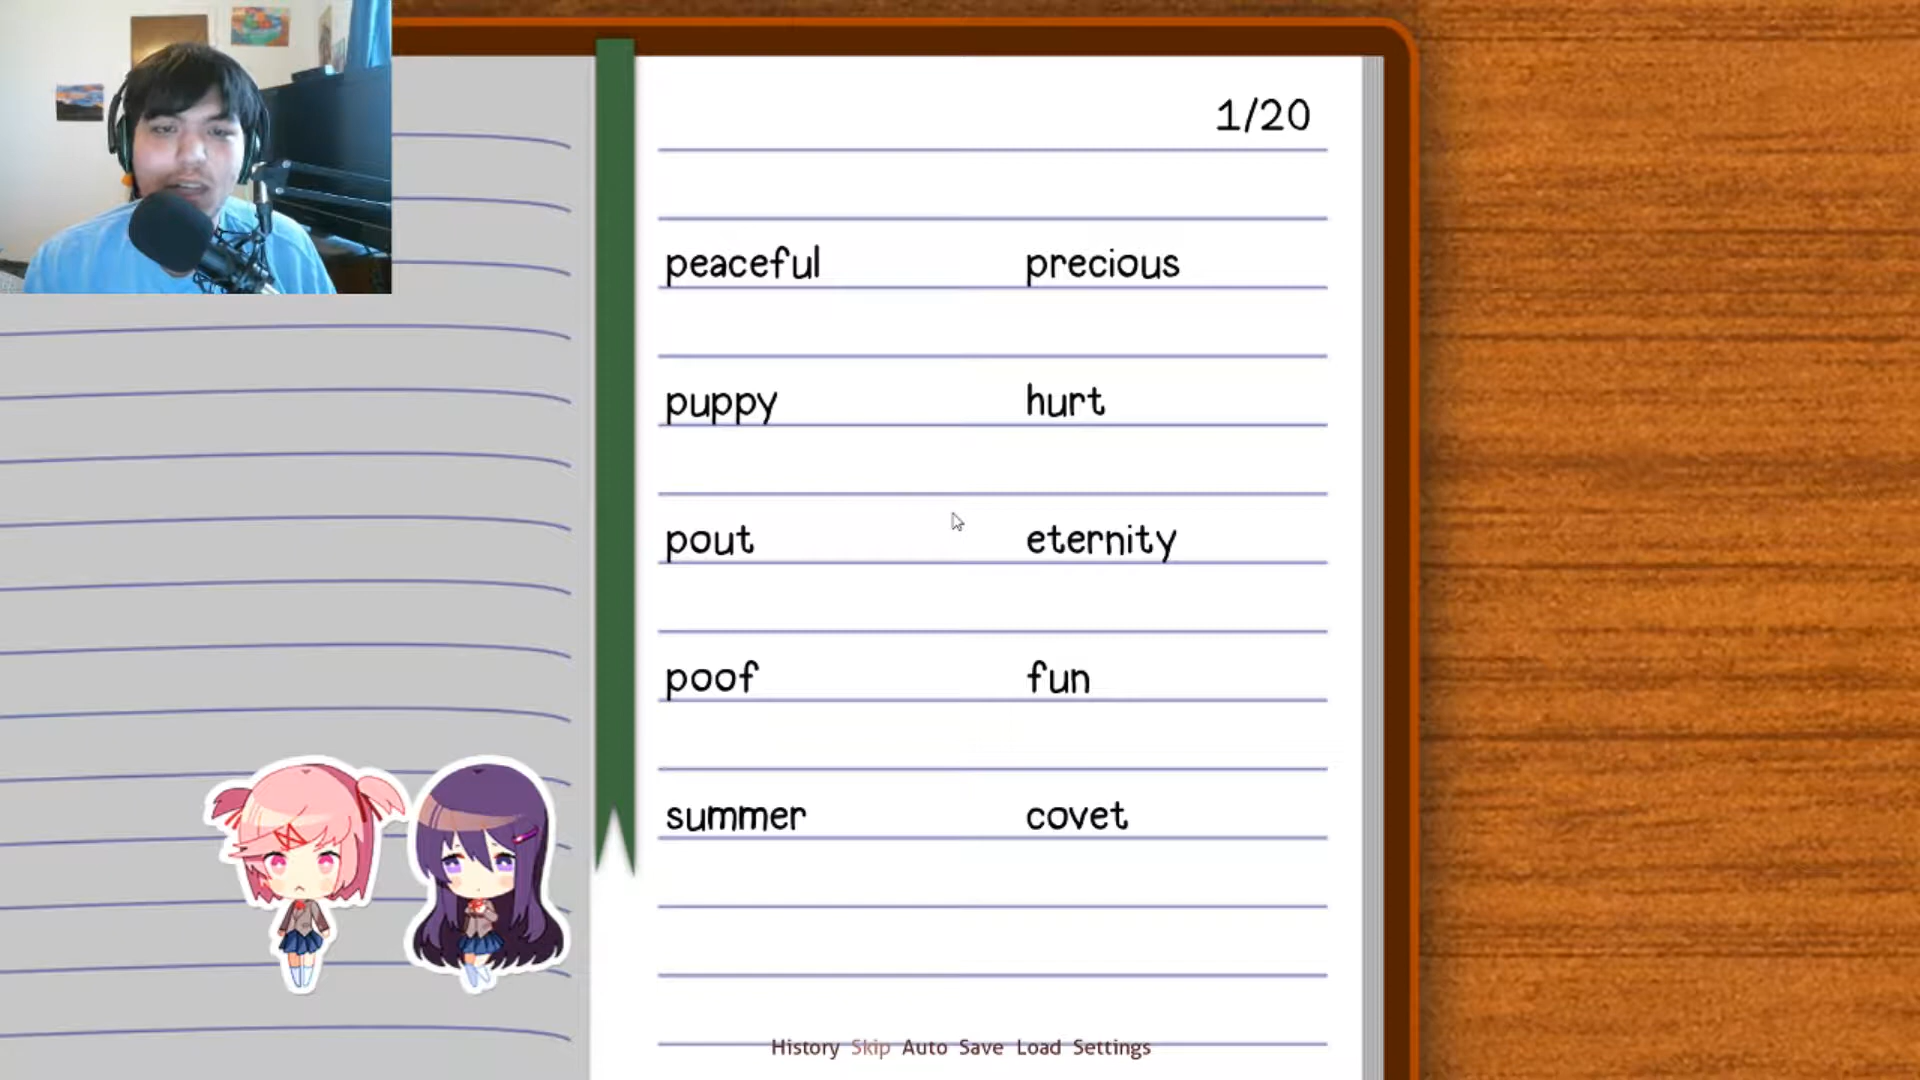 1/20
peaceful precious
puppy hurt
pout eternity
poof fun
summer covet
History Skip Auto Save Load Settings